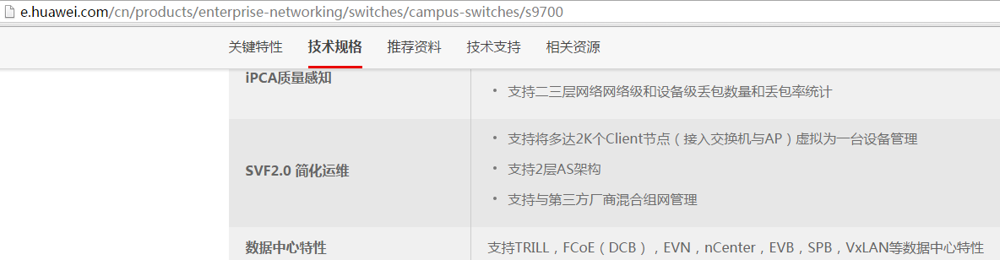 e.huawei.com/cn/products/enterprise-networking/switches/campus-switches/s9700
关键特性 技术规格 推荐资料 技术支持 相关资源
iPCA质量感知
• 支持二三层网络网络级和设备级丢包数量和丢包率统计
SVF2.0 简化运维
• 支持将多达2K个Client节点（接入交换机与AP）虚拟为一台设备管理
• 支持2层AS架构
• 支持与第三方厂商混合组网管理
数据中心特性
支持TRILL，FCoE（DCB），EVN，nCenter，EVB，SPB，VxLAN等数据中心特性